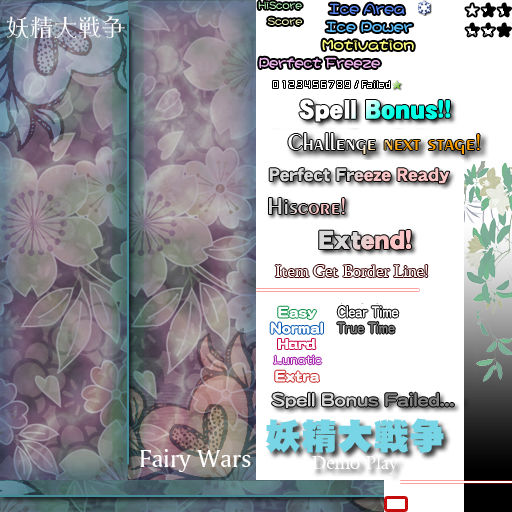 妖精大戦争
Fairy Wars
HiScore
Score
Ice Area
Ice Power
Motivation
Perfect Freeze
0123456789/Failed
Spell Bonus!!
Challenge next stage!
Perfect Freeze Ready
Hiscore!
Extend!
Item Get Border Line!
Easy
Normal
Hard
Lunatic
Extra
Clear Time
True Time
Spell Bonus Failed...
妖精大戦争
Demo Play